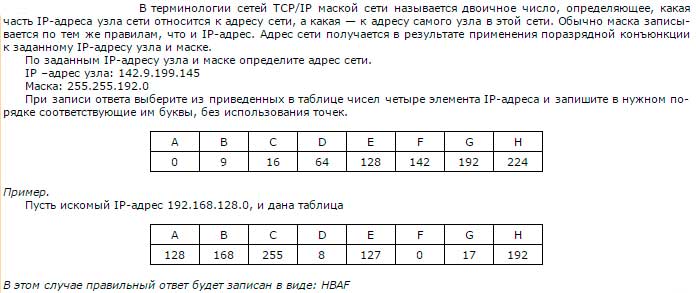 В терминологии сетей TCP/IP маской сети называется двоичное число, определяющее, какая
часть IP-адреса узла сети относится к адресу сети, а какая — к адресу самого узла в этой сети. Обычно маска записы-
вается по тем же правилам, что и IP-адрес. Адрес сети получается в результате применения поразрядной конъюнкции
к заданному IP-адресу узла и маске.
По заданным IP-адресу узла и маске определите адрес сети.
IP –адрес узла: 142.9.199.145
Маска: 255.255.192.0
При записи ответа выберите из приведенных в таблице чисел четыре элемента IP-адреса и запишите в нужном по-
рядке соответствующие им буквы, без использования точек.
A B C D E F G H
0 9 16 64 128 142 192 224
Пример.
Пусть искомый IP-адрес 192.168.128.0, и дана таблица
A B C D E F G H
128 168 255 8 127 0 17 192
В этом случае правильный ответ будет записан в виде: HBAF